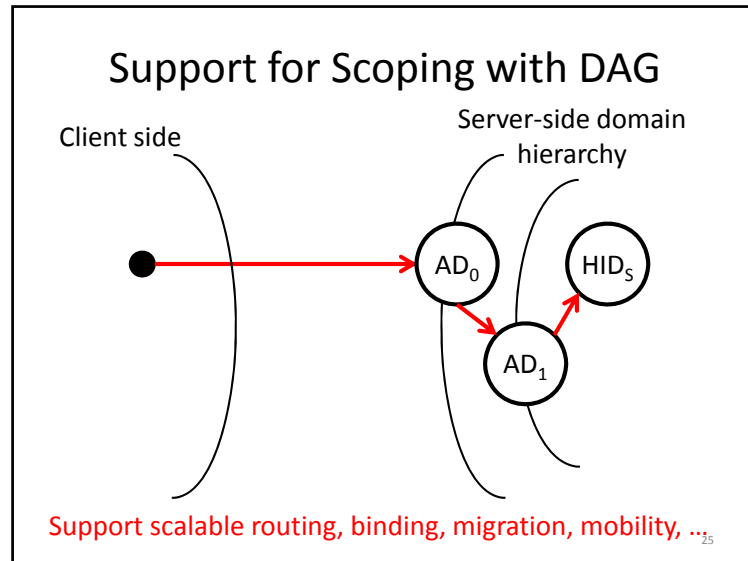 Support for Scoping with DAG
Client side
Server-side domain
hierarchy
AD₀
HIDₛ
AD₁
Support scalable routing, binding, migration, mobility, ...
25